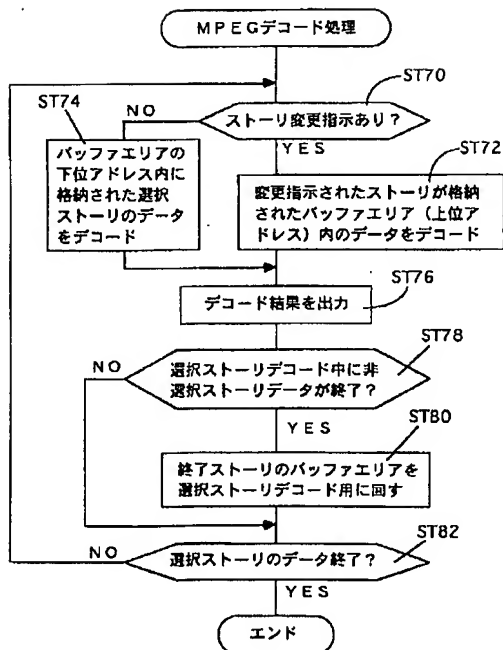 MPEGデコード処理
ST70
ST74
NO
ストーリ変更指示あり？
YES
ST72
バッファエリアの
下位アドレス内に
格納された選択
ストーリのデータ
をデコード
変更指示されたストーリが格納
されたバッファエリア（上位ア
ドレス）内のデータをデコード
ST76
デコード結果を出力
ST78
NO
選択ストーリデコード中に非
選択ストーリデータが終了？
YES
ST80
終了ストーリのバッファエリアを
選択ストーリデコード用に回す
ST82
NO
選択ストーリのデータ終了？
YES
エンド